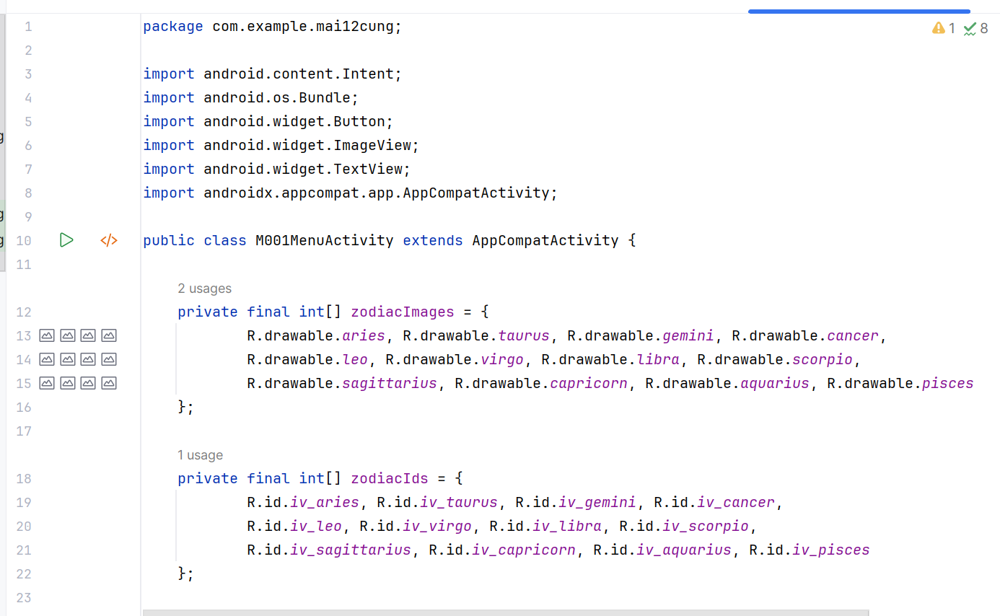 1 package com.example.mai12cung;
2
3 import android.content.Intent;
4 import android.os.Bundle;
5 import android.widget.Button;
6 import android.widget.ImageView;
7 import android.widget.TextView;
8 import androidx.appcompat.app.AppCompatActivity;
9
10 public class M001MenuActivity extends AppCompatActivity {
11
2 usages
12 private final int[] zodiacImages = {
13 R.drawable.aries, R.drawable.taurus, R.drawable.gemini, R.drawable.cancer,
14 R.drawable.leo, R.drawable.virgo, R.drawable.libra, R.drawable.scorpio,
15 R.drawable.sagittarius, R.drawable.capricorn, R.drawable.aquarius, R.drawable.pisces
16 };
17
1 usage
18 private final int[] zodiacIds = {
19 R.id.iv_aries, R.id.iv_taurus, R.id.iv_gemini, R.id.iv_cancer,
20 R.id.iv_leo, R.id.iv_virgo, R.id.iv_libra, R.id.iv_scorpio,
21 R.id.iv_sagittarius, R.id.iv_capricorn, R.id.iv_aquarius, R.id.iv_pisces
22 };
23
1 8